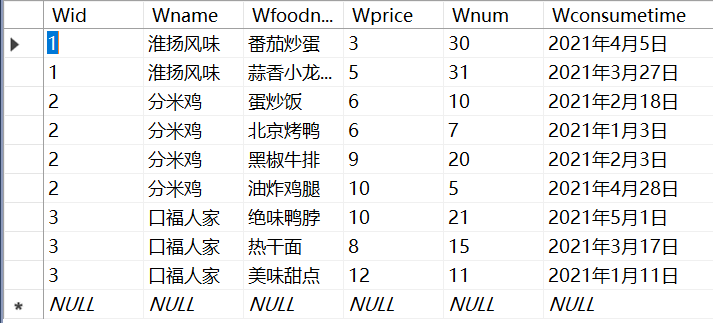 Wid Wname Wfoodn... Wprice Wnum Wconsumetime
1 淮扬风味 番茄炒蛋 3 30 2021年4月5日
1 淮扬风味 蒜香小龙... 5 31 2021年3月27日
2 分米鸡 蛋炒饭 6 10 2021年2月18日
2 分米鸡 北京烤鸭 6 7 2021年1月3日
2 分米鸡 黑椒牛排 9 20 2021年2月3日
2 分米鸡 油炸鸡腿 10 5 2021年4月28日
3 口福人家 绝味鸭脖 10 21 2021年5月1日
3 口福人家 热干面 8 15 2021年3月17日
3 口福人家 美味甜点 12 11 2021年1月11日
* NULL NULL NULL NULL NULL NULL